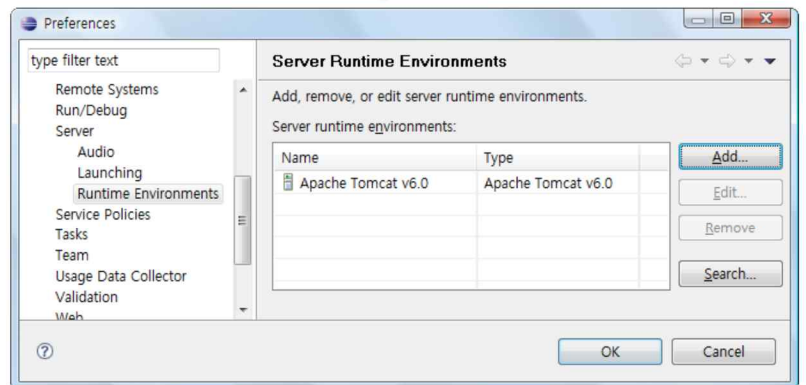 Preferences
type filter text
Remote Systems
Run/Debug
Server
Audio
Launching
Runtime Environments
Service Policies
Tasks
Team
Usage Data Collector
Validation
Web
Server Runtime Environments
Add, remove, or edit server runtime environments.
Server runtime environments:
Name Type
Apache Tomcat v6.0 Apache Tomcat v6.0
Add...
Edit...
Remove
Search...
OK Cancel